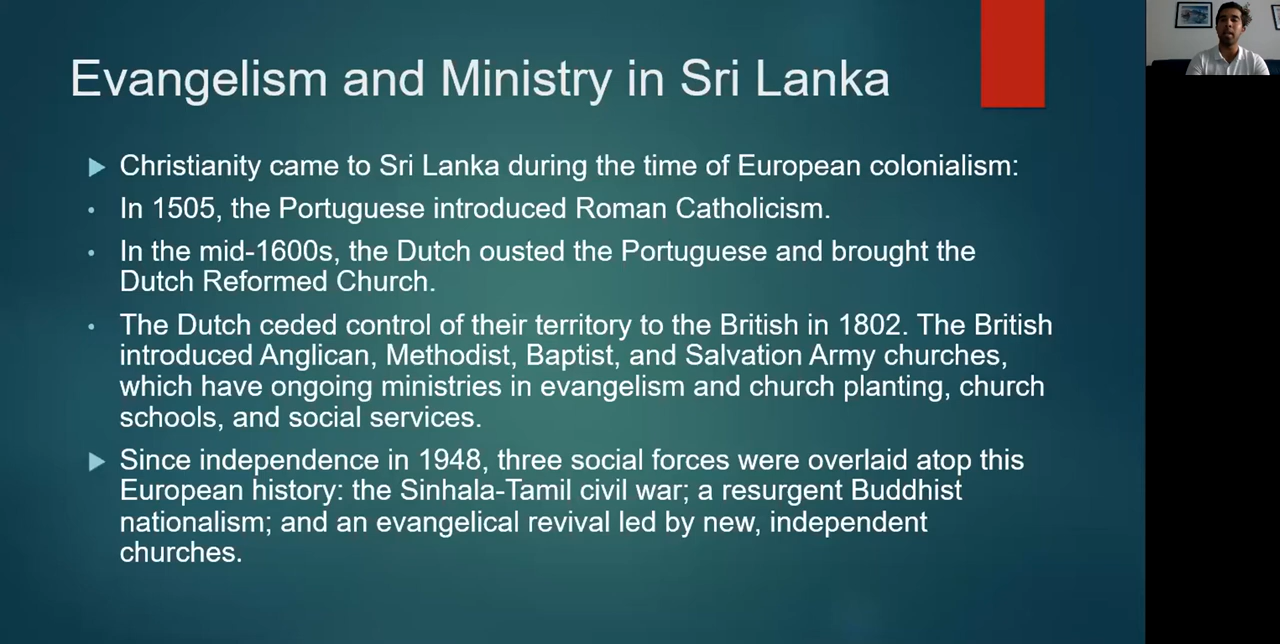 Evangelism and Ministry in Sri Lanka
Christianity came to Sri Lanka during the time of European colonialism:
In 1505, the Portuguese introduced Roman Catholicism.
In the mid-1600s, the Dutch ousted the Portuguese and brought the
Dutch Reformed Church.
The Dutch ceded control of their territory to the British in 1802. The British
introduced Anglican, Methodist, Baptist, and Salvation Army churches,
which have ongoing ministries in evangelism and church planting, church
schools, and social services.
Since independence in 1948, three social forces were overlaid atop this
European history: the Sinhala-Tamil civil war; a resurgent Buddhist
nationalism; and an evangelical revival led by new, independent
churches.